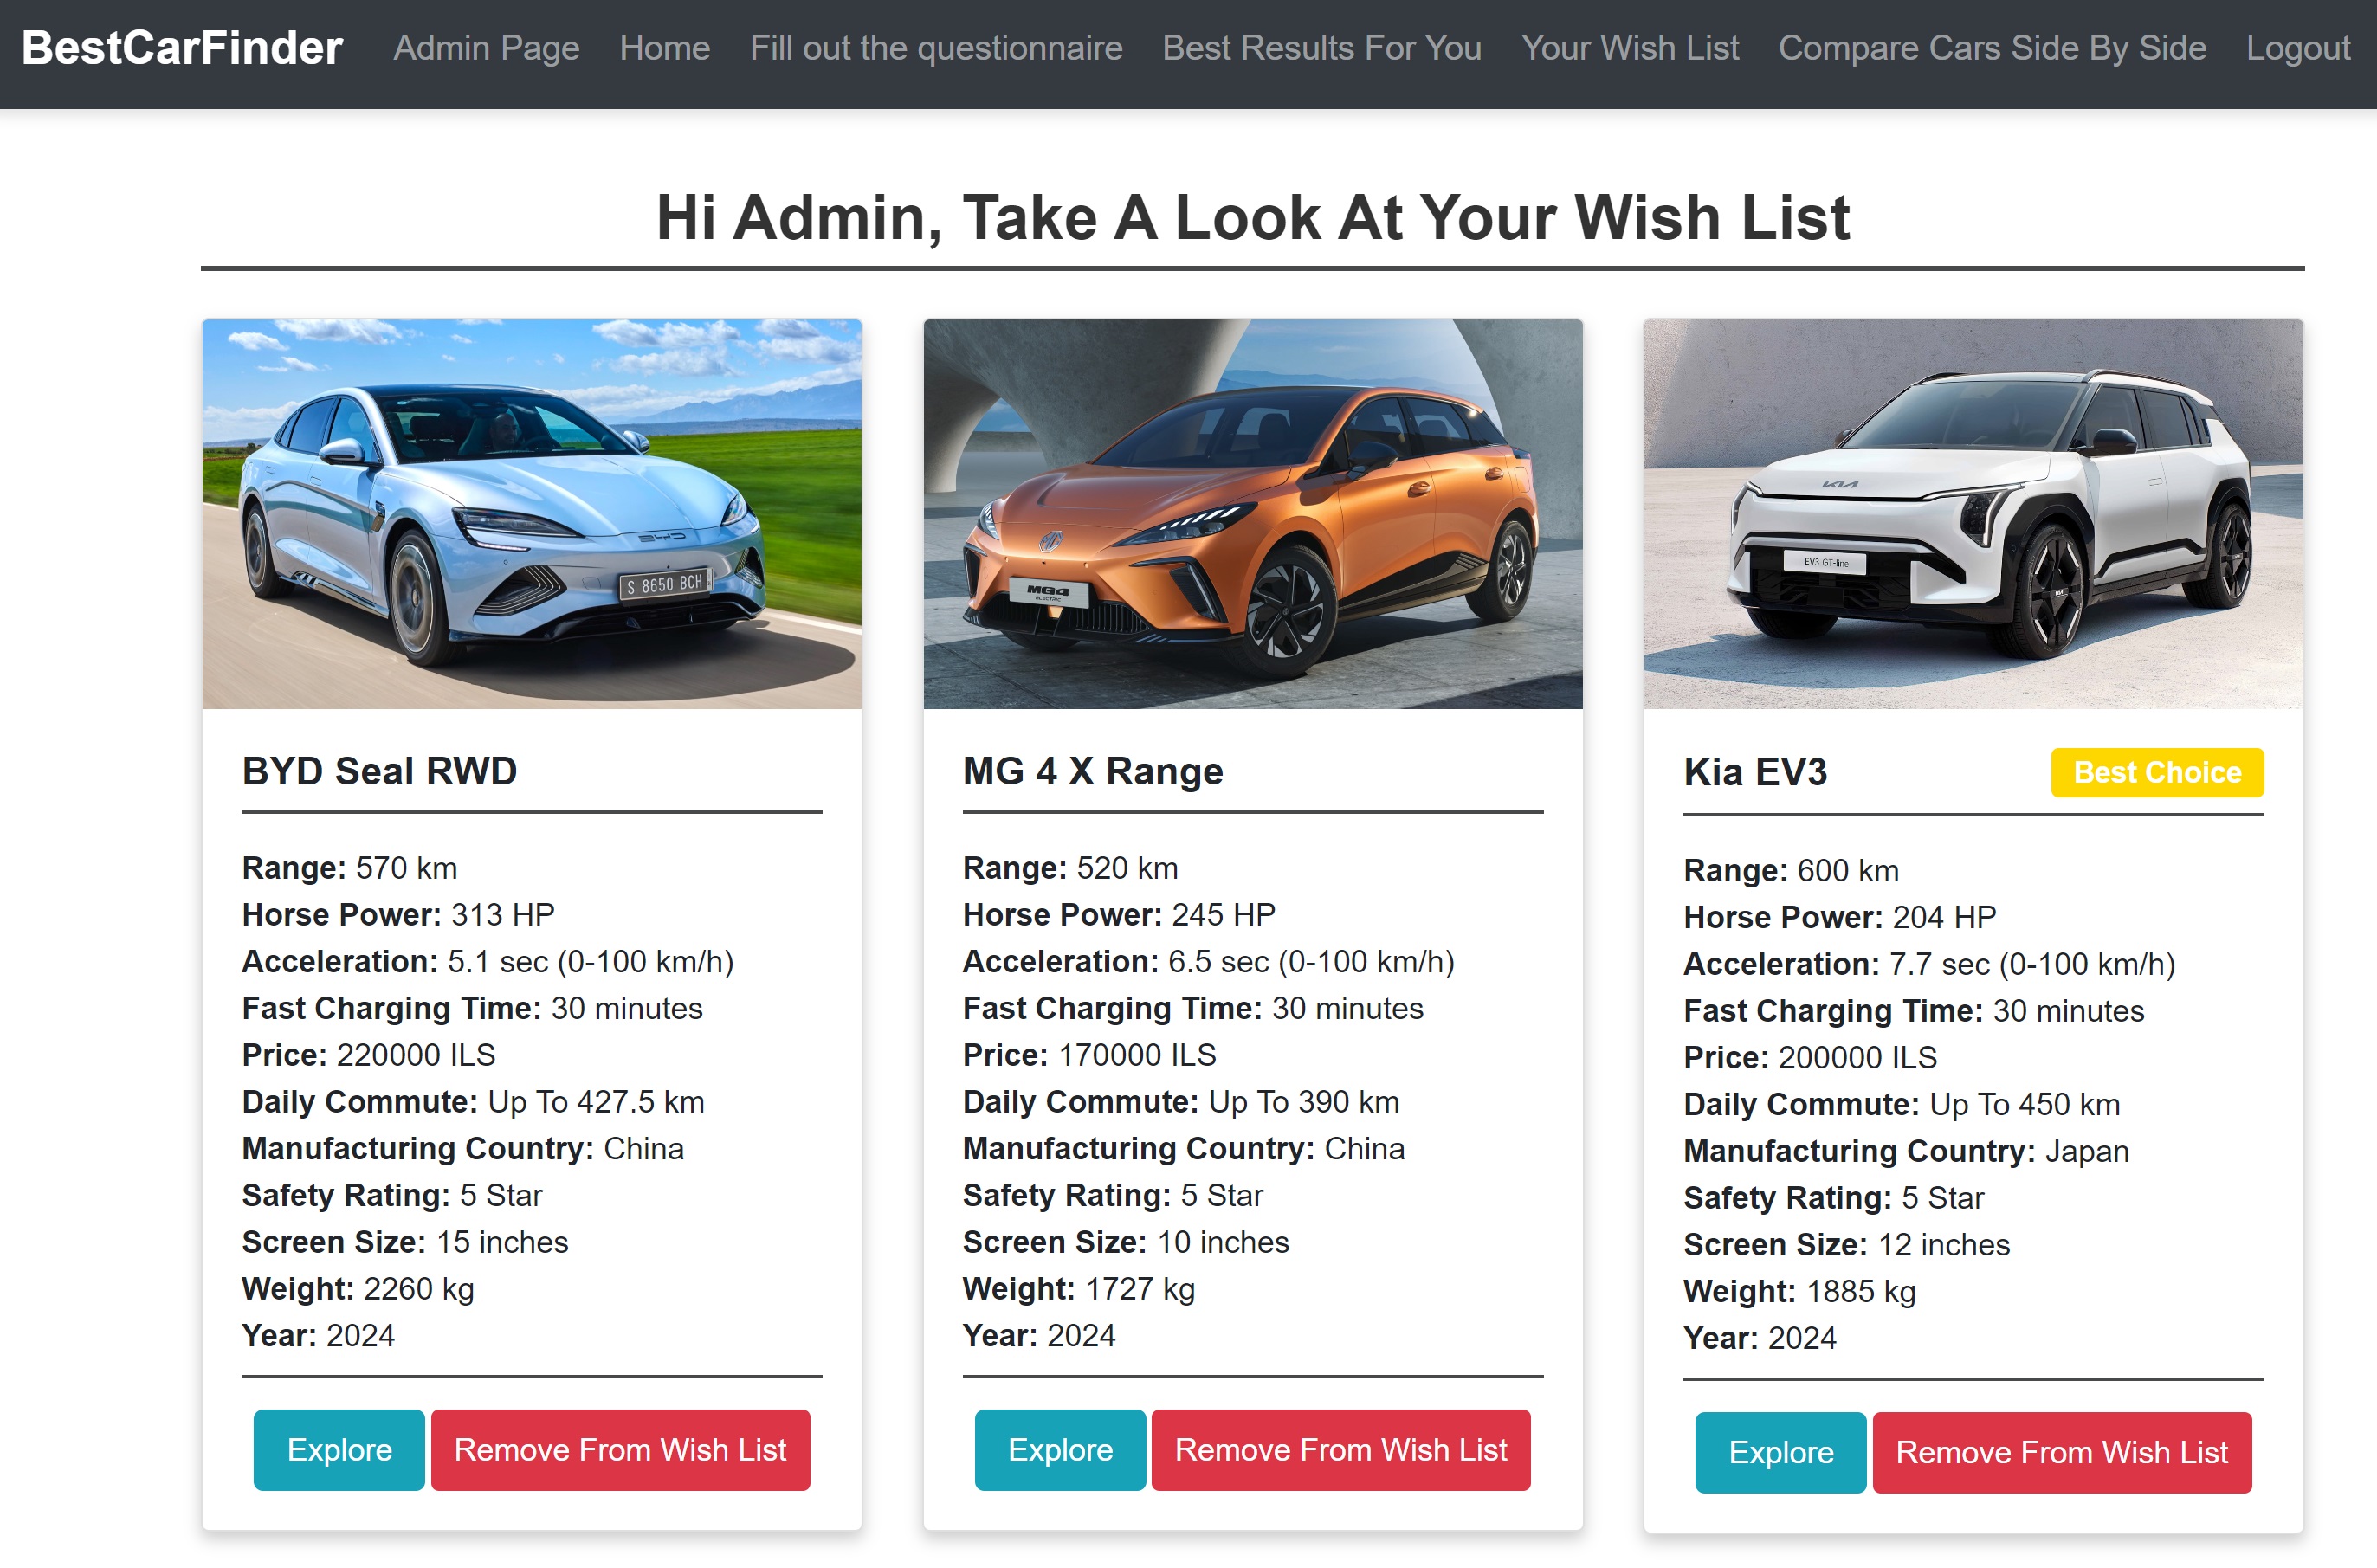 BestCarFinder Admin Page Home Fill out the questionnaire Best Results For You Your Wish List Compare Cars Side By Side Logout
Hi Admin, Take A Look At Your Wish List
BYD
S 8650 BCH
BYD Seal RWD
Range: 570 km
Horse Power: 313 HP
Acceleration: 5.1 sec (0-100 km/h)
Fast Charging Time: 30 minutes
Price: 220000 ILS
Daily Commute: Up To 427.5 km
Manufacturing Country: China
Safety Rating: 5 Star
Screen Size: 15 inches
Weight: 2260 kg
Year: 2024
Explore Remove From Wish List
MG
MG4
ELECTRIC
MG 4 X Range
Range: 520 km
Horse Power: 245 HP
Acceleration: 6.5 sec (0-100 km/h)
Fast Charging Time: 30 minutes
Price: 170000 ILS
Daily Commute: Up To 390 km
Manufacturing Country: China
Safety Rating: 5 Star
Screen Size: 10 inches
Weight: 1727 kg
Year: 2024
Explore Remove From Wish List
KIA
EV3 GT-line
Kia EV3 Best Choice
Range: 600 km
Horse Power: 204 HP
Acceleration: 7.7 sec (0-100 km/h)
Fast Charging Time: 30 minutes
Price: 200000 ILS
Daily Commute: Up To 450 km
Manufacturing Country: Japan
Safety Rating: 5 Star
Screen Size: 12 inches
Weight: 1885 kg
Year: 2024
Explore Remove From Wish List